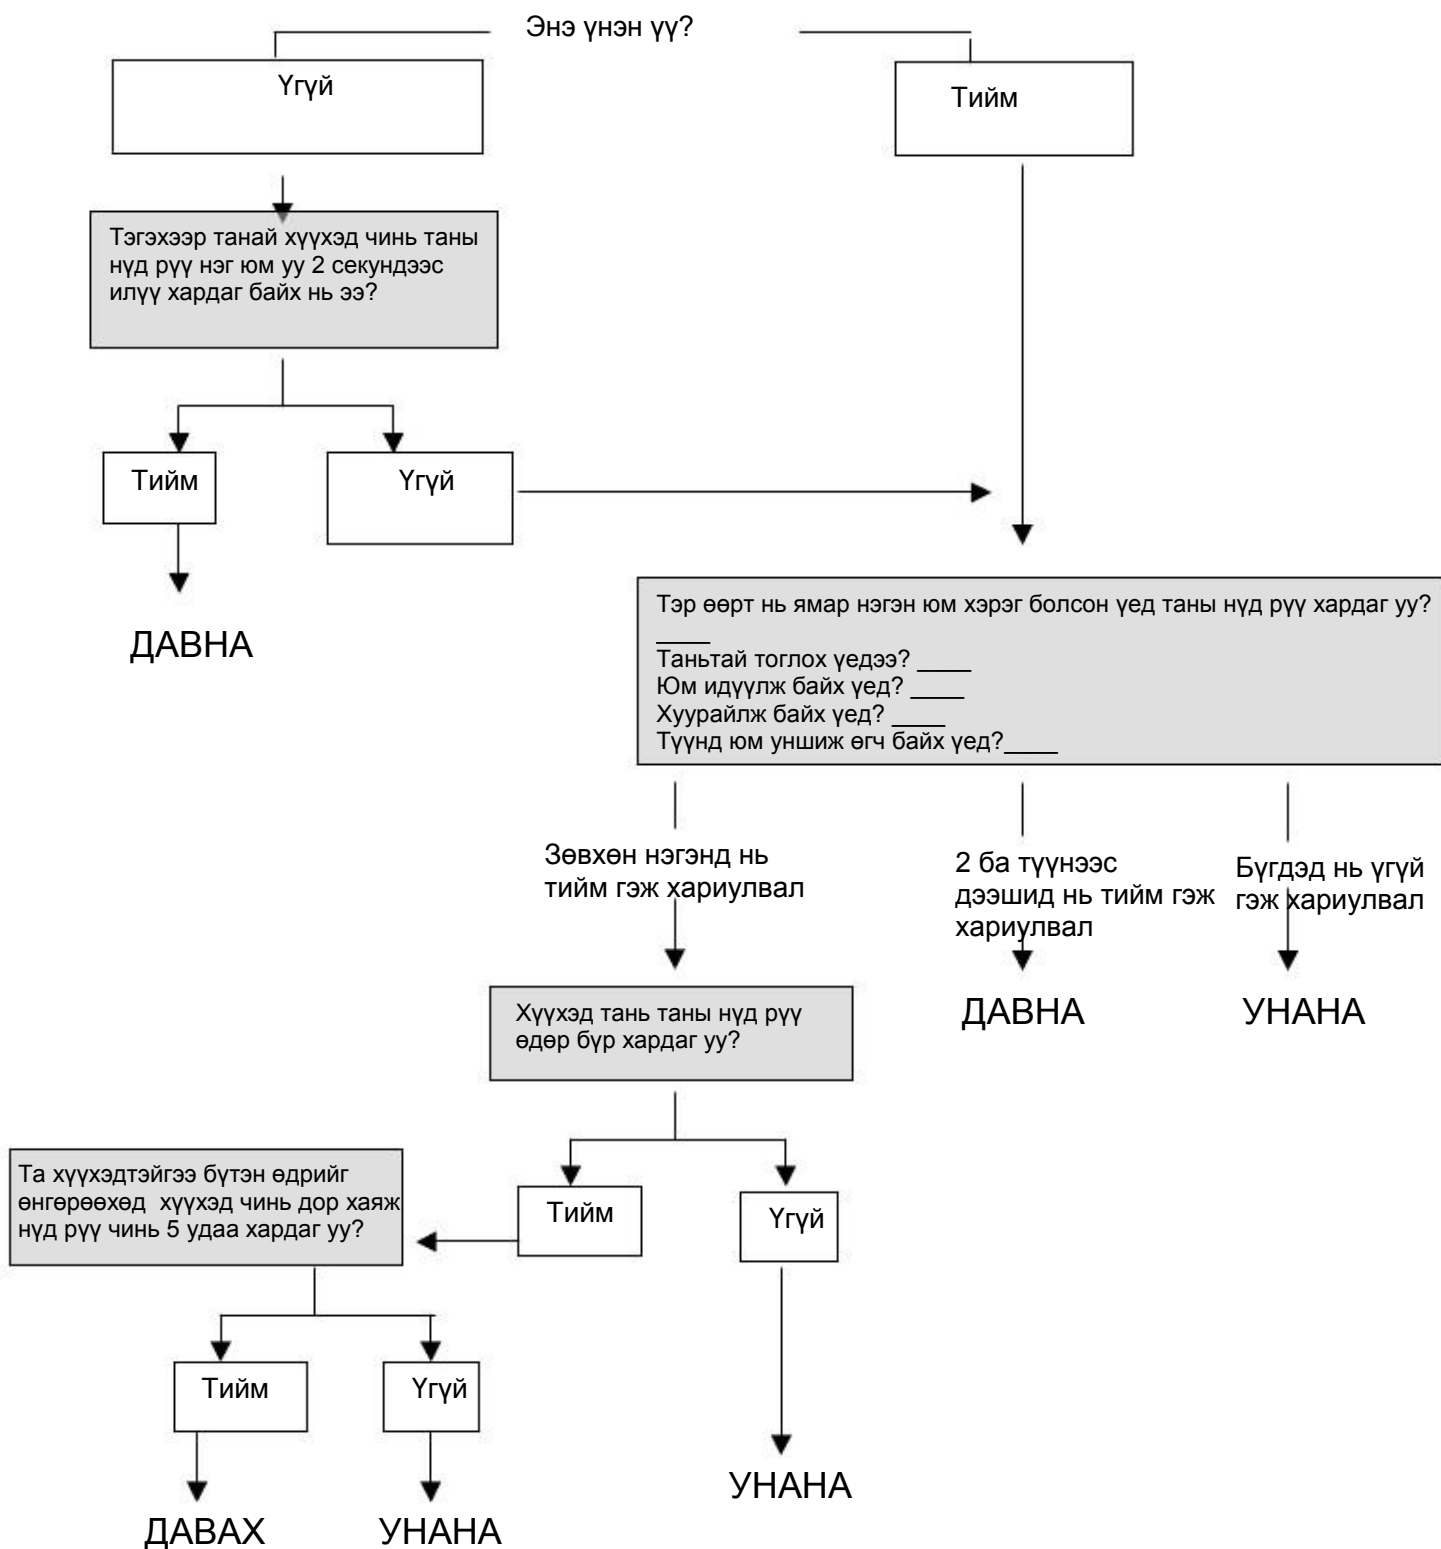 Энэ үнэн үү?
Үгүй
Тийм
Тэгэхээр танай хүүхэд чинь таны
нүд рүү нэг юм уу 2 секундээс
илүү хардаг байх нь ээ?
Тийм
Үгүй
ДАВНА
Тэр өөрт нь ямар нэгэн юм хэрэг болсон үед таны нүд рүү хардаг уу?
____
Таньтай тоглох үедээ? ____
Юм идүүлж байх үед? ____
Хуурайлж байх үед? ____
Түүнд юм уншиж өгч байх үед?____
Зөвхөн нэгэнд нь
тийм гэж хариулвал
2 ба түүнээс
дээшид нь тийм гэж
хариулвал
Бүгдэд нь үгүй
гэж хариулвал
ДАВНА
УНАНА
Хүүхэд тань таны нүд рүү
өдөр бүр хардаг уу?
Тийм
Үгүй
Та хүүхэдтэйгээ бүтэн өдрийг
өнгөрөөхөд хүүхэд чинь дор хаяж
нүд рүү чинь 5 удаа хардаг уу?
Тийм
Үгүй
УНАНА
ДАВАХ
УНАНА